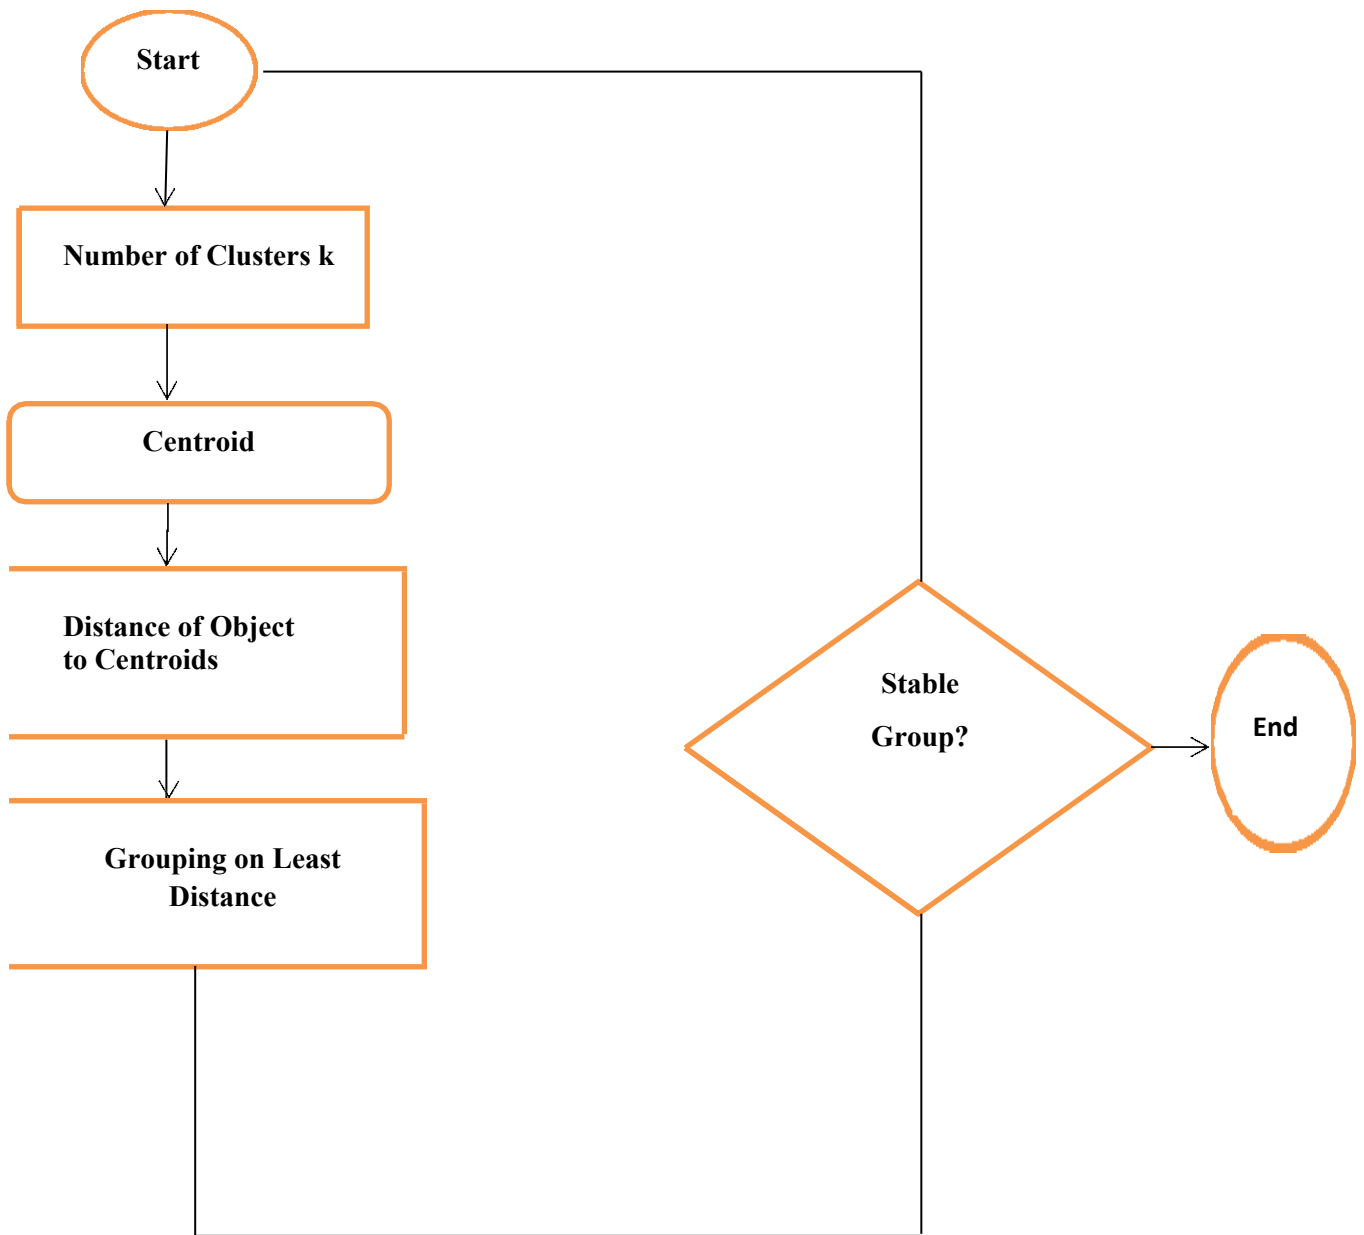 Start
Number of Clusters k
Centroid
Distance of Object
to Centroids
Grouping on Least
Distance
Stable
Group?
End